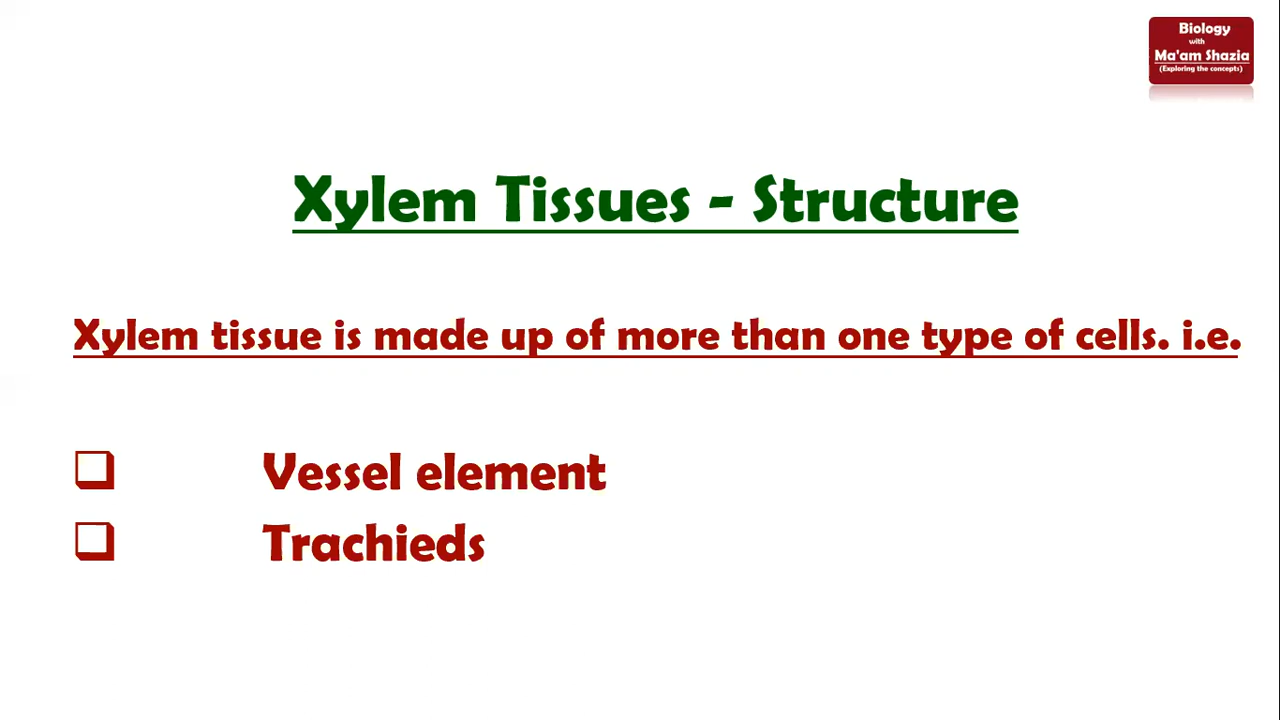 Biology
with
Ma'am Shazia
(Exploring the concepts)
Xylem Tissues - Structure
Xylem tissue is made up of more than one type of cells. i.e.
Vessel element
Trachieds